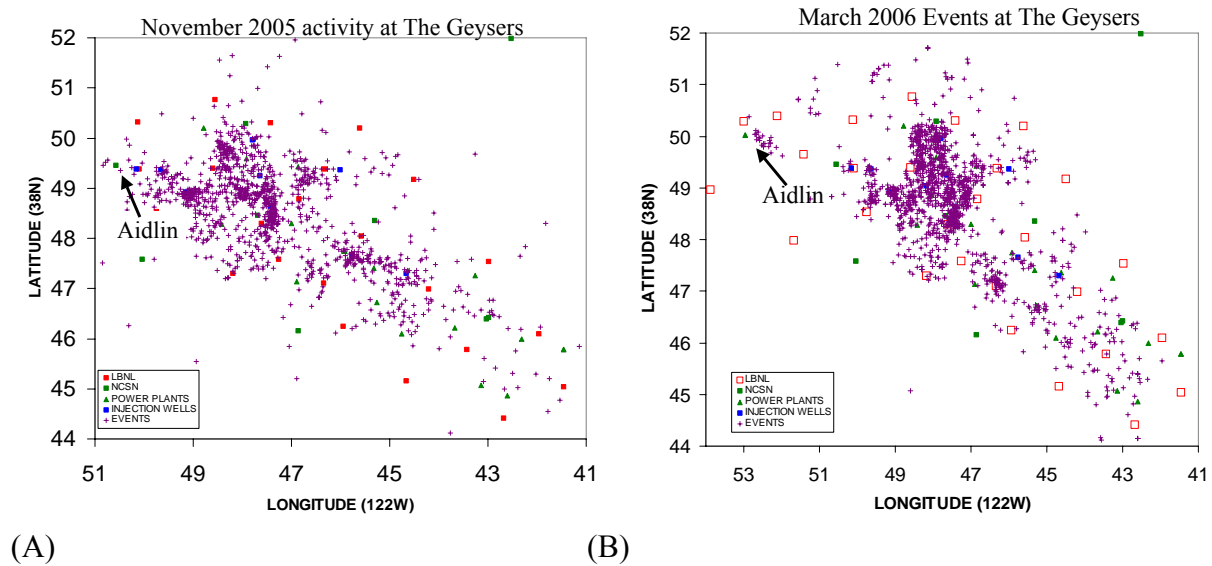 November 2005 activity at The Geysers
52
51
50
49
48
47
46
45
44
LATITUDE (38N)
Aidlin
LBNL
NCSN
POWER PLANTS
INJECTION WELLS
EVENTS
51 49 47 45 43 41
LONGITUDE (122W)
(A)
March 2006 Events at The Geysers
52
51
50
49
48
47
46
45
44
LATITUDE (38N)
Aidlin
LBNL
NCSN
POWER PLANTS
INJECTION WELLS
EVENTS
53 51 49 47 45 43 41
LONGITUDE (122W)
(B)